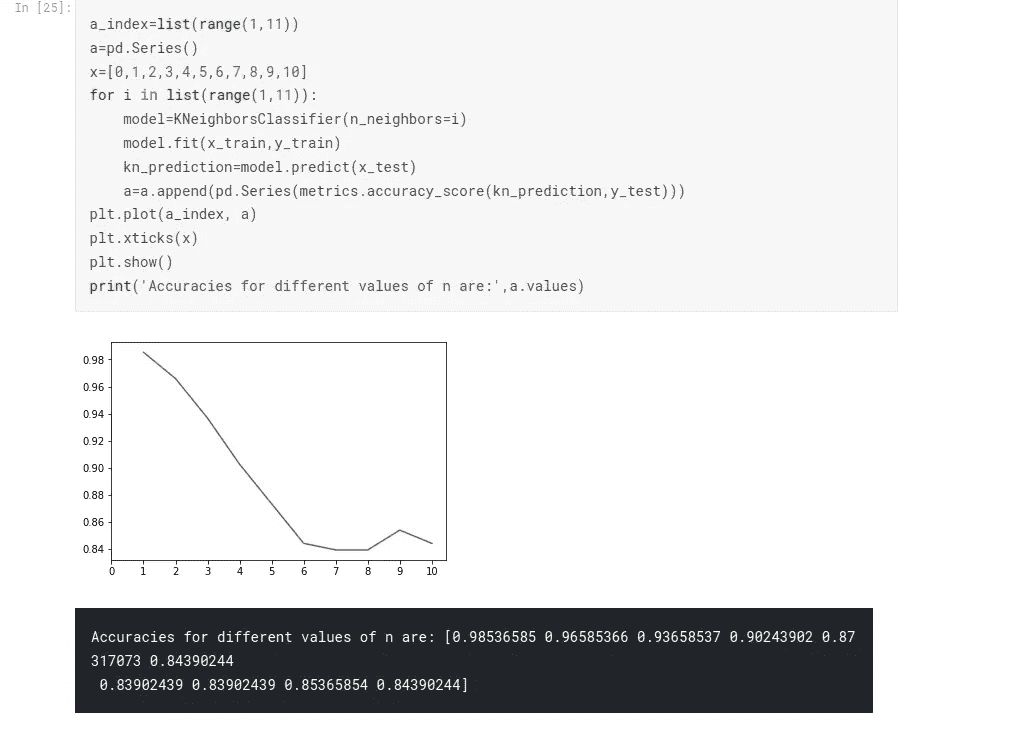 In [25]:
a_index=list(range(1,11))
a=pd.Series()
x=[0,1,2,3,4,5,6,7,8,9,10]
for i in list(range(1,11)):
    model=KNeighborsClassifier(n_neighbors=i)
    model.fit(x_train,y_train)
    kn_prediction=model.predict(x_test)
    a=a.append(pd.Series(metrics.accuracy_score(kn_prediction,y_test)))
plt.plot(a_index, a)
plt.xticks(x)
plt.show()
print('Accuracies for different values of n are:',a.values)
0.98
0.96
0.94
0.92
0.90
0.88
0.86
0.84
0 1 2 3 4 5 6 7 8 9 10
Accuracies for different values of n are: [0.98536585 0.96585366 0.93658537 0.90243902 0.87
317073 0.84390244
 0.83902439 0.83902439 0.85365854 0.84390244]